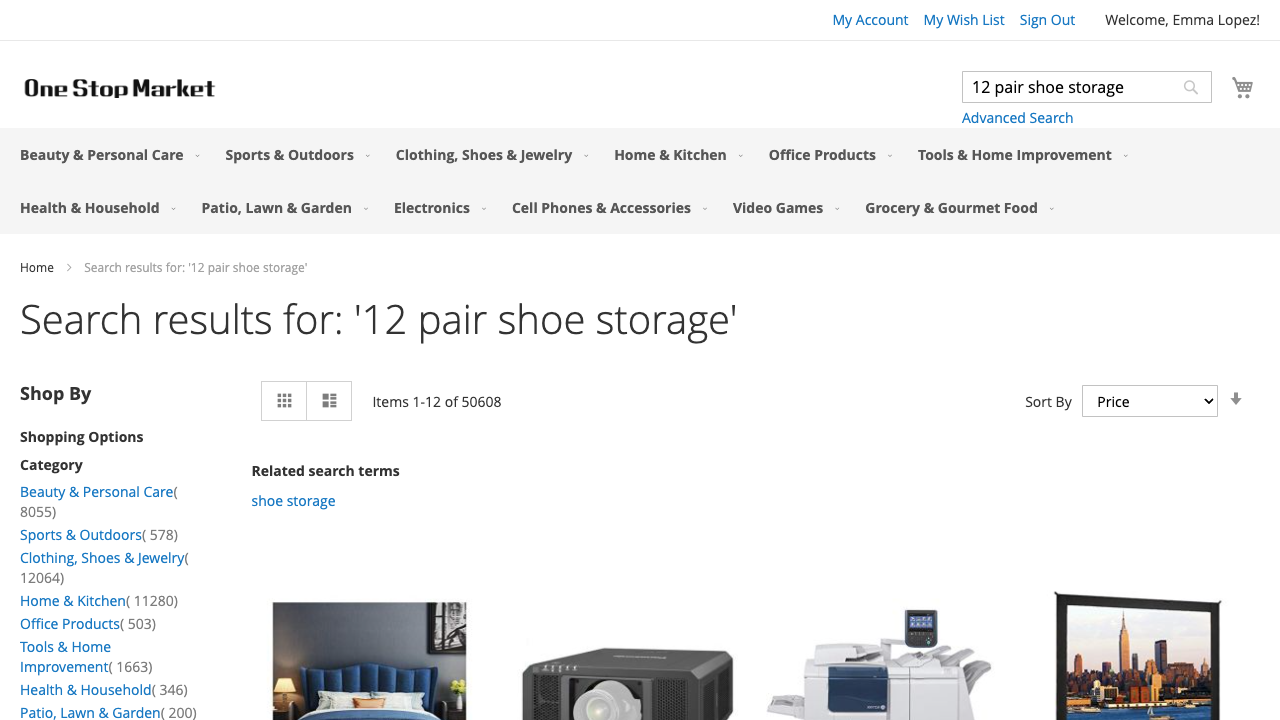 My Account My Wish List Sign Out Welcome, Emma Lopez!
One Stop Market
12 pair shoe storage
Advanced Search
Beauty & Personal Care Sports & Outdoors Clothing, Shoes & Jewelry Home & Kitchen Office Products Tools & Home Improvement
Health & Household Patio, Lawn & Garden Electronics Cell Phones & Accessories Video Games Grocery & Gourmet Food
Home Search results for: '12 pair shoe storage'
Search results for: '12 pair shoe storage'
Shop By
Items 1-12 of 50608
Sort By Price
Shopping Options
Category
Beauty & Personal Care( 8055)
Sports & Outdoors( 578)
Clothing, Shoes & Jewelry( 12064)
Home & Kitchen( 11280)
Office Products( 503)
Tools & Home Improvement( 1663)
Health & Household( 346)
Patio, Lawn & Garden( 200)
Related search terms
shoe storage